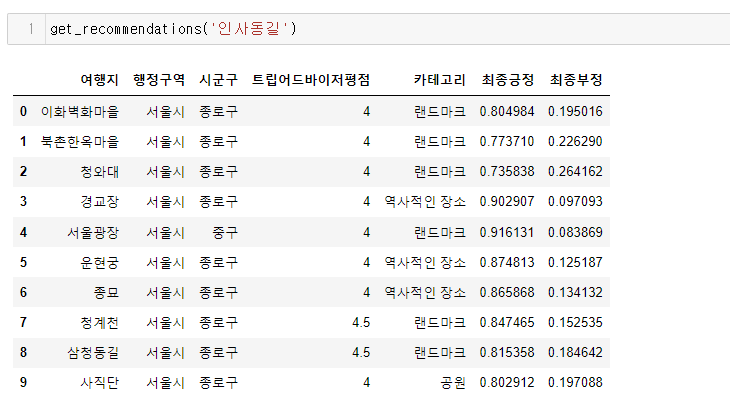 1 get_recommendations('인사동길')
여행지 행정구역 시군구 트립어드바이저평점 카테고리 최종긍정 최종부정
0 이화벽화마을 서울시 종로구 4 랜드마크 0.804984 0.195016
1 북촌한옥마을 서울시 종로구 4 랜드마크 0.773710 0.226290
2 청와대 서울시 종로구 4 랜드마크 0.735838 0.264162
3 경교장 서울시 종로구 4 역사적인 장소 0.902907 0.097093
4 서울광장 서울시 중구 4 랜드마크 0.916131 0.083869
5 운현궁 서울시 종로구 4 역사적인 장소 0.874813 0.125187
6 종묘 서울시 종로구 4 역사적인 장소 0.865868 0.134132
7 청계천 서울시 종로구 4.5 랜드마크 0.847465 0.152535
8 삼청동길 서울시 종로구 4.5 랜드마크 0.815358 0.184642
9 사직단 서울시 종로구 4 공원 0.802912 0.197088